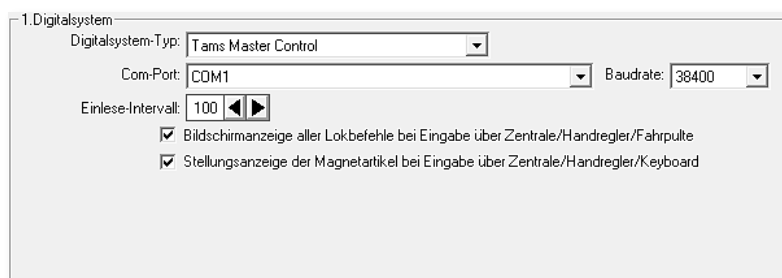 1.Digitalsystem
Digitalsystem-Typ: Tams Master Control
Com-Port: COM1 Baudrate: 38400
Einlese-Intervall: 100
Bildschirmanzeige aller Lokbefehle bei Eingabe über Zentrale/Handregler/Fahrpulte
Stellungsanzeige der Magnetartikel bei Eingabe über Zentrale/Handregler/Keyboard